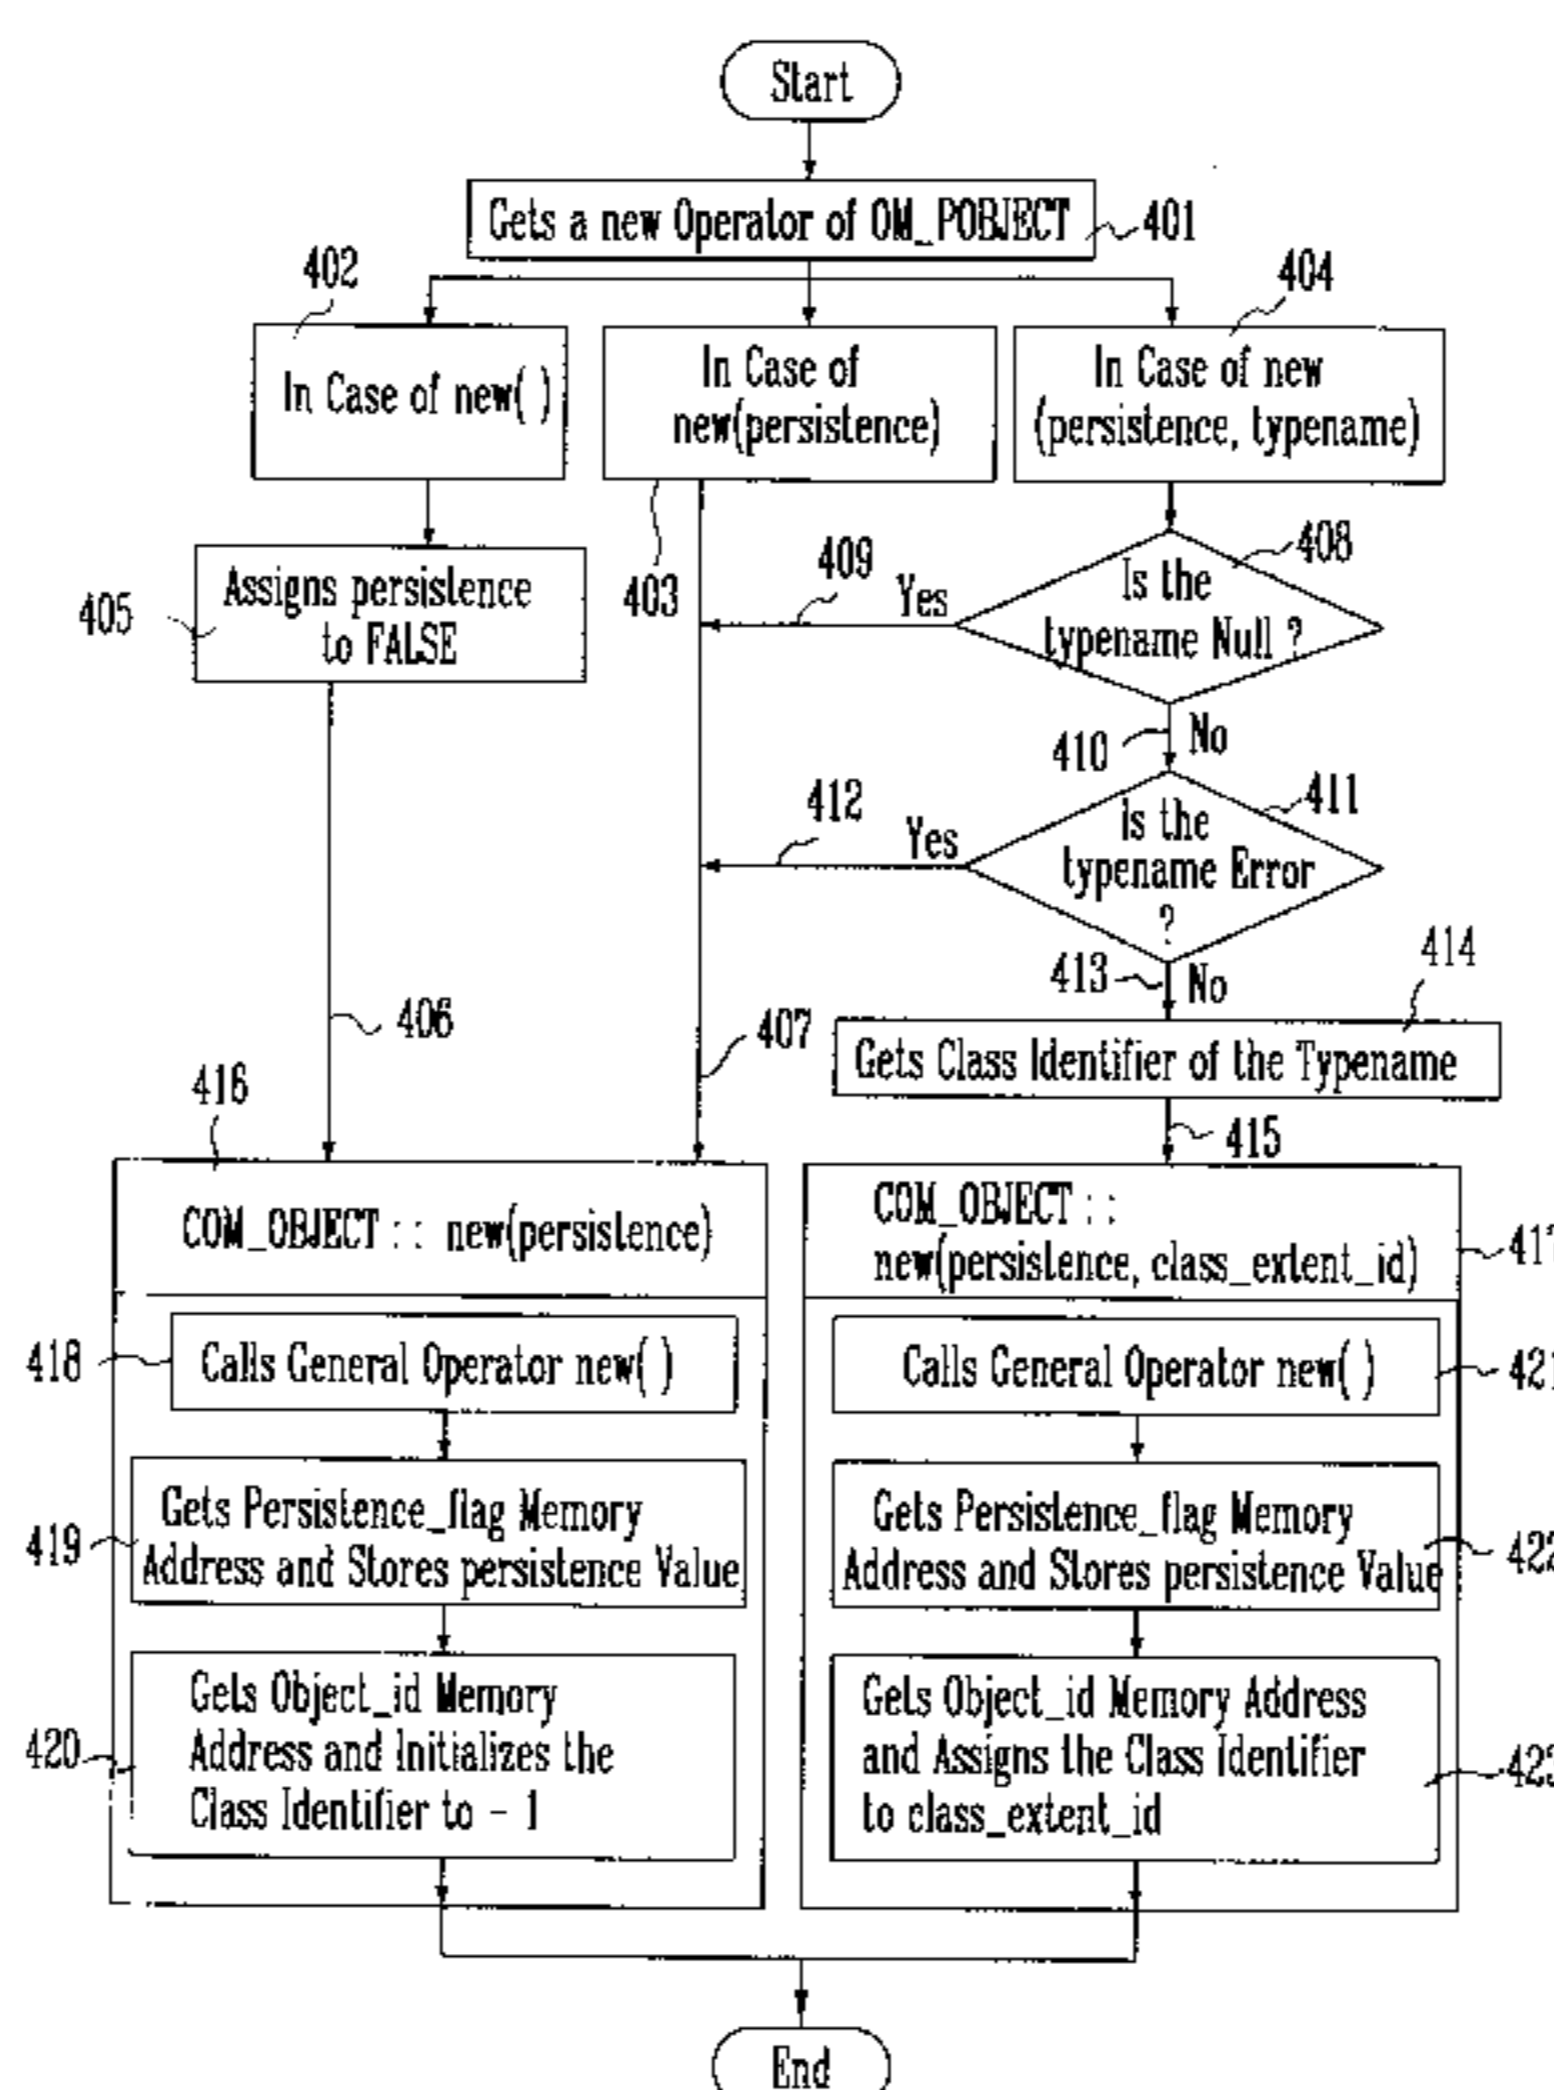 Start
Gets a new Operator of OM_POBJECT
401
402
404
In Case of new( )
In Case of
new(persistence)
In Case of new
(persistence, typename)
403
405
Assigns persistence
to FALSE
408
409
Yes
Is the
typename Null ?
410
No
411
412
Yes
Is the
typename Error
?
413
No
414
406
407
Gets Class Identifier of the Typename
415
416
COM_OBJECT : : new(persistence)
COM_OBJECT : :
new(persistence, class_extent_id)
418
Calls General Operator new( )
Calls General Operator new( )
419
Gets Persistence_flag Memory
Address and Stores persistence Value
Gets Persistence_flag Memory
Address and Stores persistence Value
420
Gets Object_id Memory
Address and Initializes the
Class Identifier to - 1
Gets Object_id Memory Address
and Assigns the Class Identifier
to class_extent_id
End